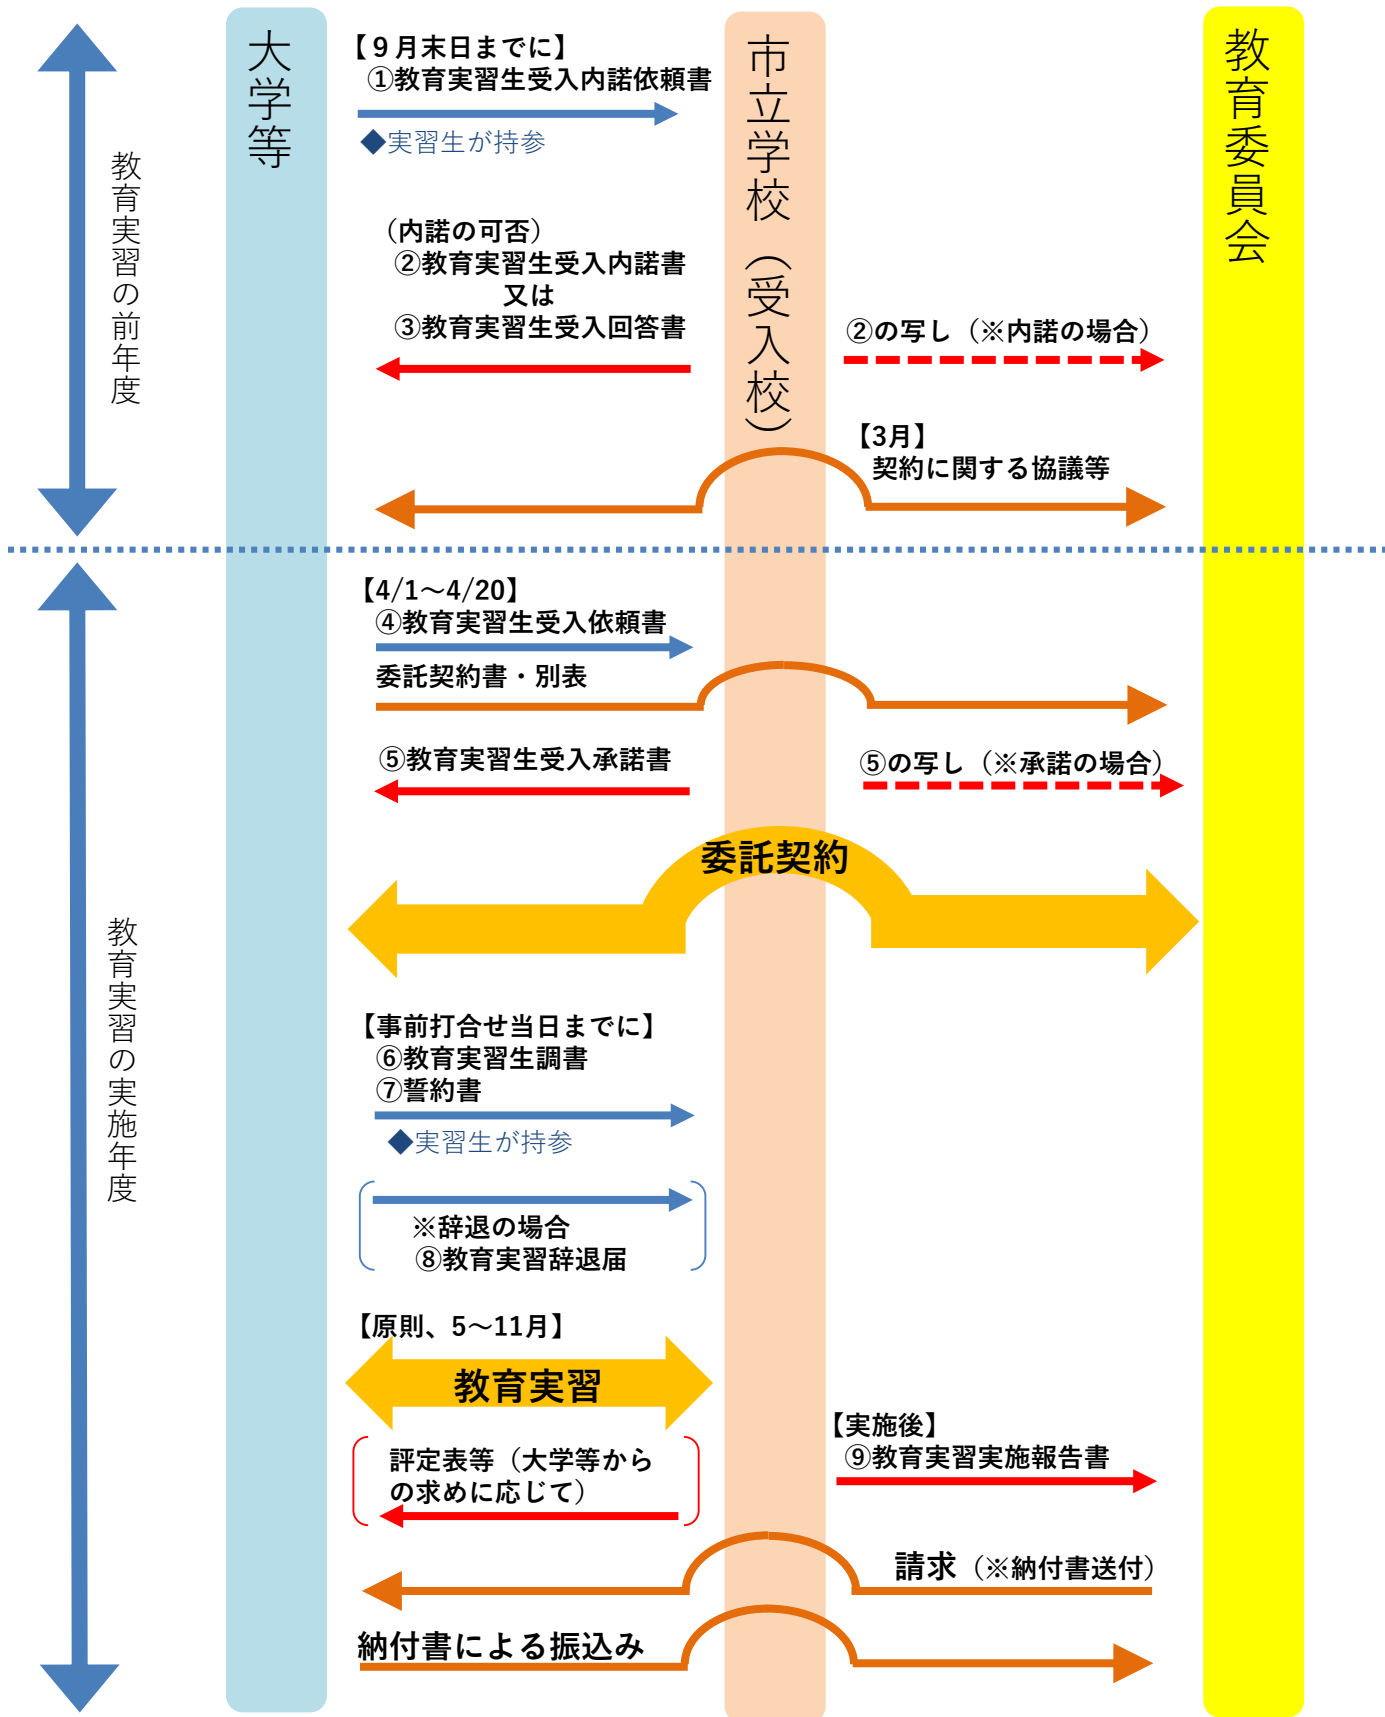 大学等
市立学校（受入校）
教育委員会
教育実習の前年度
【９月末日までに】
①教育実習生受入内諾依頼書
◆実習生が持参
（内諾の可否）
②教育実習生受入内諾書
又は
③教育実習生受入回答書
②の写し（※内諾の場合）
【3月】
契約に関する協議等
教育実習の実施年度
【4/1～4/20】
④教育実習生受入依頼書
委託契約書・別表
⑤教育実習生受入承諾書
⑤の写し（※承諾の場合）
委託契約
【事前打合せ当日までに】
⑥教育実習生調書
⑦誓約書
◆実習生が持参
※辞退の場合
⑧教育実習辞退届
【原則、5～11月】
教育実習
評定表等（大学等から
の求めに応じて）
【実施後】
⑨教育実習実施報告書
請求（※納付書送付）
納付書による振込み